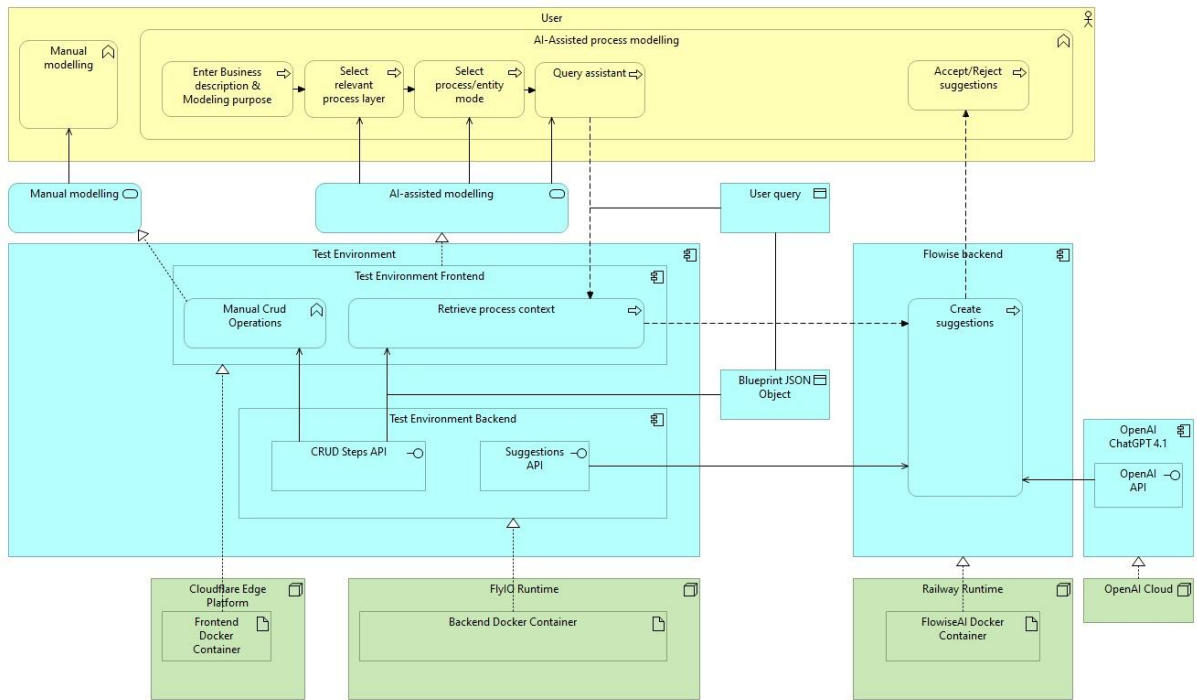 User
AI-Assisted process modelling
Manual
modelling
Enter Business
description &
Modeling purpose
Select
relevant
process layer
Select
process/entity
mode
Query assistant
Accept/Reject
suggestions
Manual modelling
AI-assisted modelling
User query
Test Environment
Flowise backend
Test Environment Frontend
Manual Crud
Operations
Retrieve process context
Create
suggestions
Blueprint JSON
Object
Test Environment Backend
CRUD Steps API
Suggestions
API
OpenAI
ChatGPT 4.1
OpenAI
API
Cloudflare Edge
Platform
Frontend
Docker
Container
FlyIO Runtime
Backend Docker Container
Railway Runtime
FlowiseAI Docker
Container
OpenAI Cloud